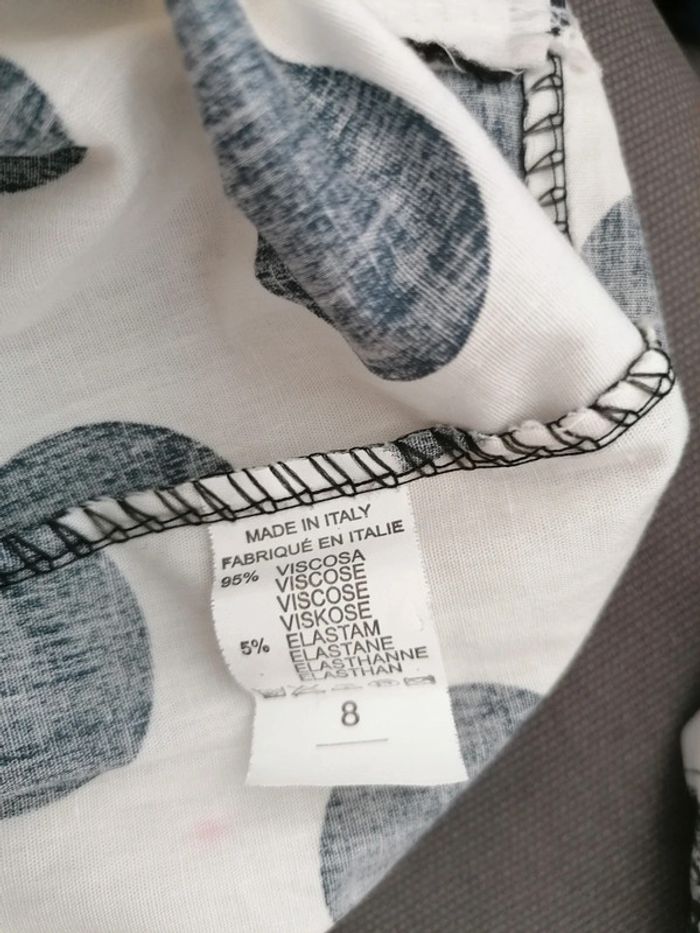 MADE IN ITALY
FABRIQUÉ EN ITALIE
95% VISCOSA
VISCOSE
VISCOSE
VISKOSE
5% ELASTAM
ELASTANE
ELASTHANNE
ELASTHAN
8